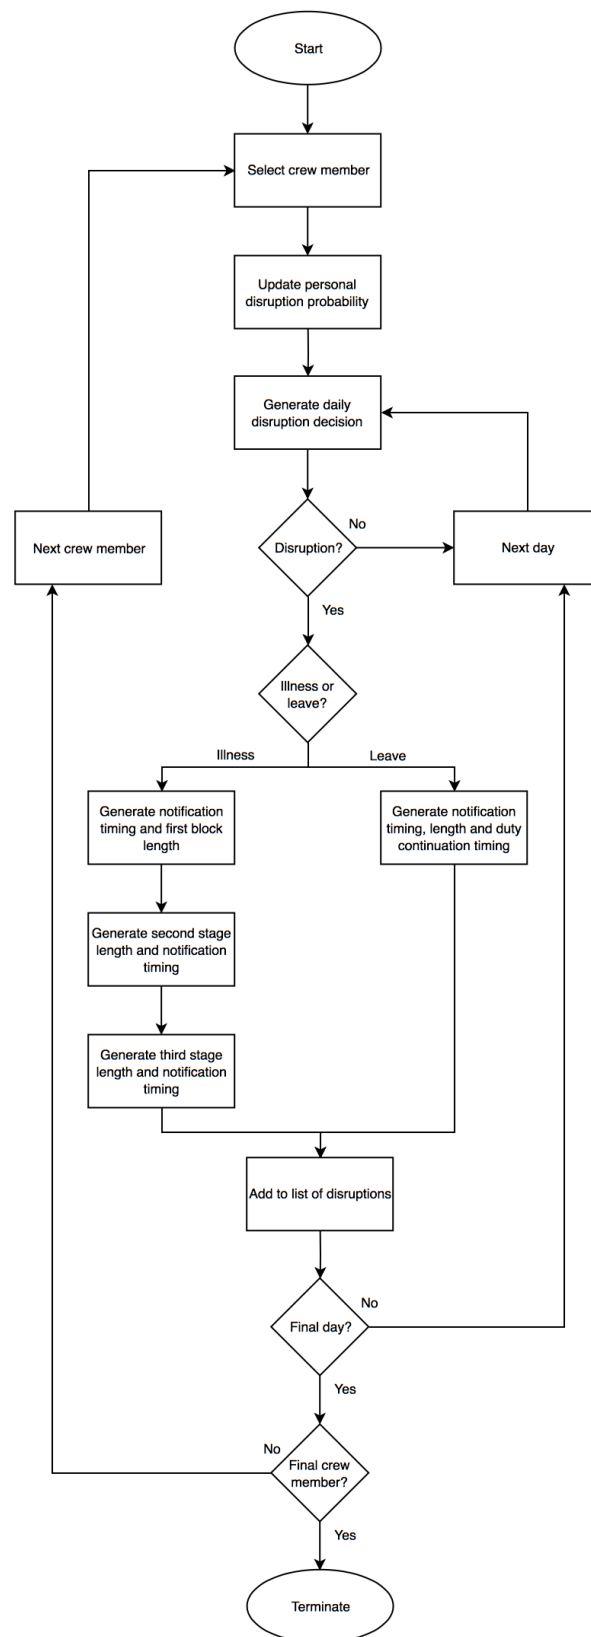 Start
Select crew member
Update personal
disruption probability
Generate daily
disruption decision
No
Next crew member
Disruption?
Next day
Yes
Illness or
leave?
Illness
Leave
Generate notification
timing and first block
length
Generate notification
timing, length and duty
continuation timing
Generate second stage
length and notification
timing
Generate third stage
length and notification
timing
Add to list of disruptions
No
Final day?
Yes
No
Final crew
member?
Yes
Terminate